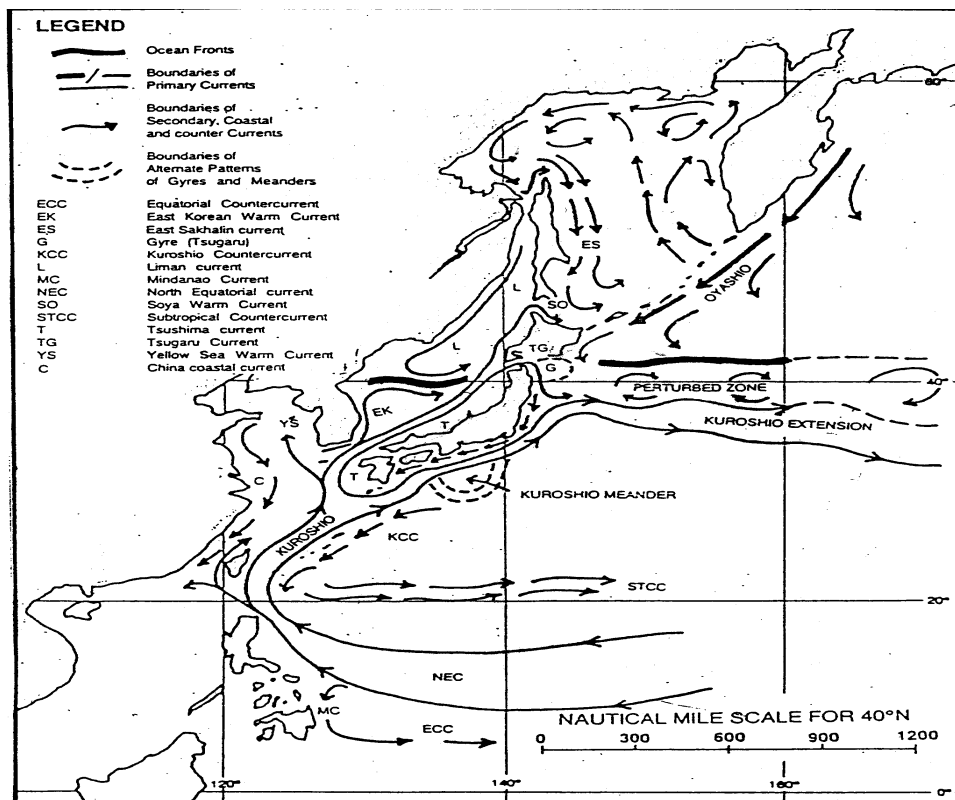 LEGEND
Ocean Fronts
Boundaries of
Primary Currents
Boundaries of
Secondary, Coastal
and counter Currents
Boundaries of
Alternate Patterns
of Gyres and Meanders
ECC Equatorial Countercurrent
EK East Korean Warm Current
ES East Sakhalin current
G Gyre (Tsugaru)
KCC Kuroshio Countercurrent
L Liman current
MC Mindanao Current
NEC North Equatorial current
SO Soya Warm Current
STCC Subtropical Countercurrent
T Tsushima current
TG Tsugaru Current
YS Yellow Sea Warm Current
C China coastal current
60°
ES
L
SO
OYASHIO
L
TG
G
40°
PERTURBED ZONE
EK
T
KUROSHIO EXTENSION
YS
C
T
KUROSHIO MEANDER
KUROSHIO
KCC
STCC
20°
NEC
MC
ECC
NAUTICAL MILE SCALE FOR 40°N
0 300 600 900 1200
120° 140° 160° 0°